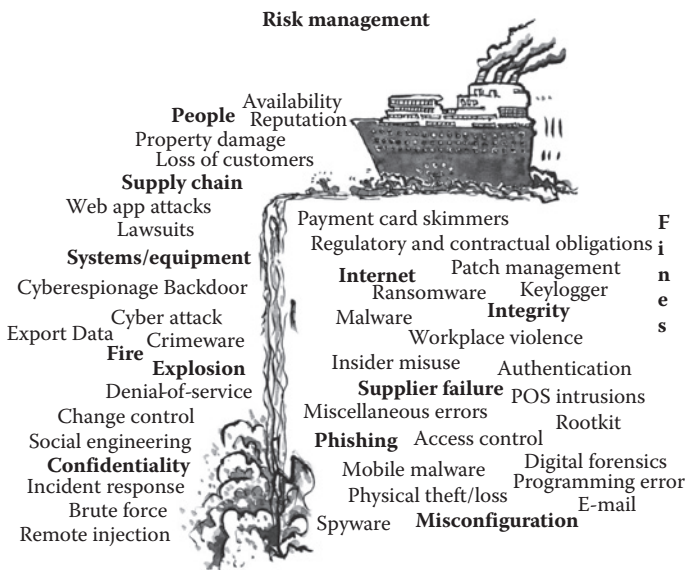 Risk management
Availability
People
Reputation
Property damage
Loss of customers
Supply chain
Web app attacks
Lawsuits
Systems/equipment
Cyberespionage Backdoor
Cyber attack
Export Data
Crimeware
Fire
Explosion
Denial-of-service
Change control
Social engineering
Confidentiality
Incident response
Brute force
Remote injection
Payment card skimmers
Regulatory and contractual obligations
Patch management
Internet
Ransomware
Keylogger
Malware
Integrity
Workplace violence
Insider misuse
Authentication
Supplier failure
POS intrusions
Miscellaneous errors
Rootkit
Phishing
Access control
Mobile malware
Digital forensics
Programming error
Physical theft/loss
E-mail
Spyware
Misconfiguration
Fines